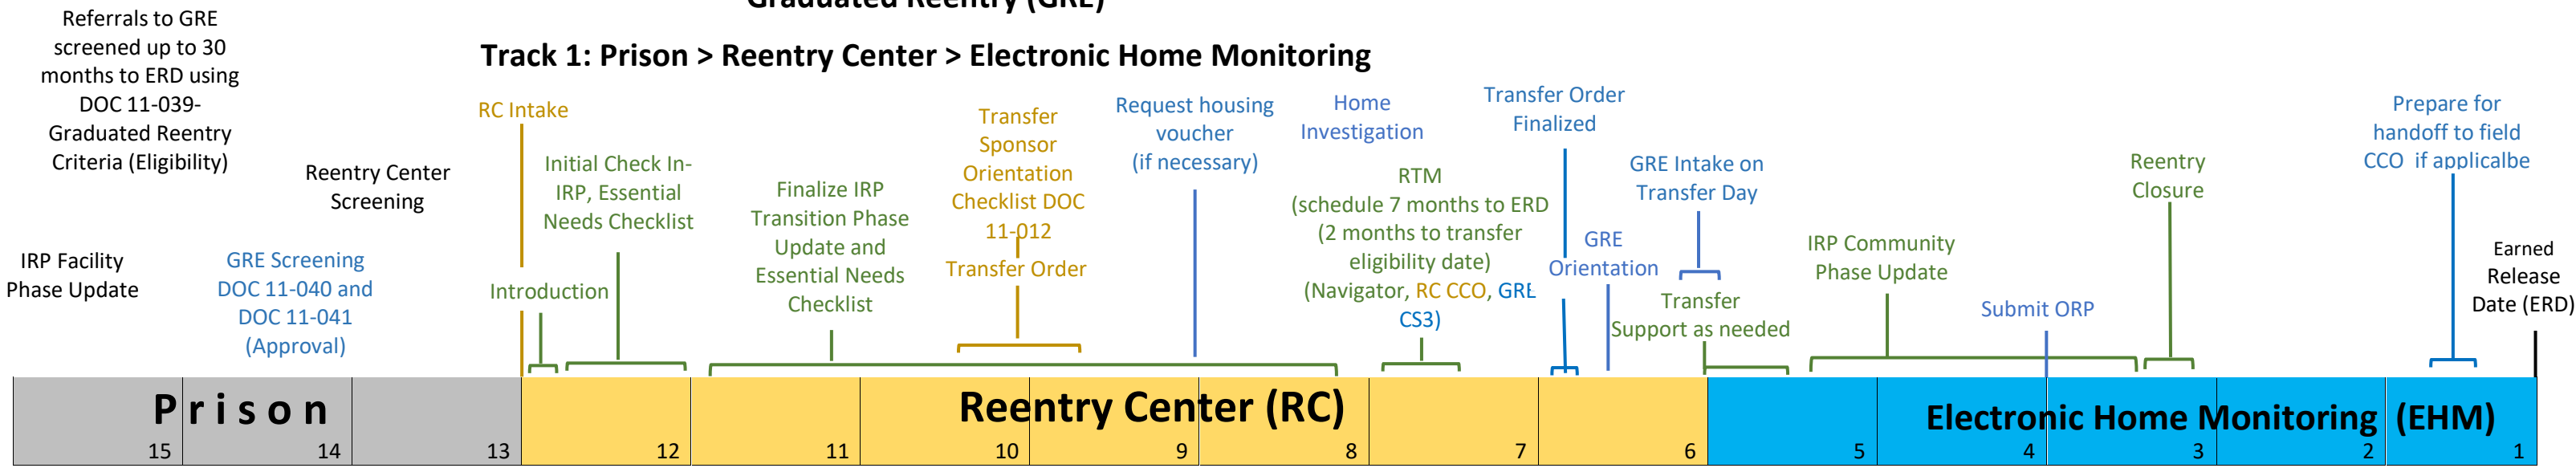 Graduated Reentry (GRE)
Track 1: Prison > Reentry Center > Electronic Home Monitoring
Referrals to GRE
screened up to 30
months to ERD using
DOC 11-039-
Graduated Reentry
Criteria (Eligibility)
IRP Facility
Phase Update
GRE Screening
DOC 11-040 and
DOC 11-041
(Approval)
Reentry Center
Screening
RC Intake
Introduction
Initial Check In-
IRP, Essential
Needs Checklist
Finalize IRP
Transition Phase
Update and
Essential Needs
Checklist
Transfer
Sponsor
Orientation
Checklist DOC
11-012
Transfer Order
Request housing
voucher
(if necessary)
Home
Investigation
RTM
(schedule 7 months to ERD
(2 months to transfer
eligibility date)
(Navigator, RC CCO, GRE
CS3)
Transfer Order
Finalized
GRE
Orientation
GRE Intake on
Transfer Day
Transfer
Support as needed
IRP Community
Phase Update
Submit ORP
Reentry
Closure
Prepare for
handoff to field
CCO if applicalbe
Earned
Release
Date (ERD)
Prison
Reentry Center (RC)
Electronic Home Monitoring (EHM)
15 14 13 12 11 10 9 8 7 6 5 4 3 2 1